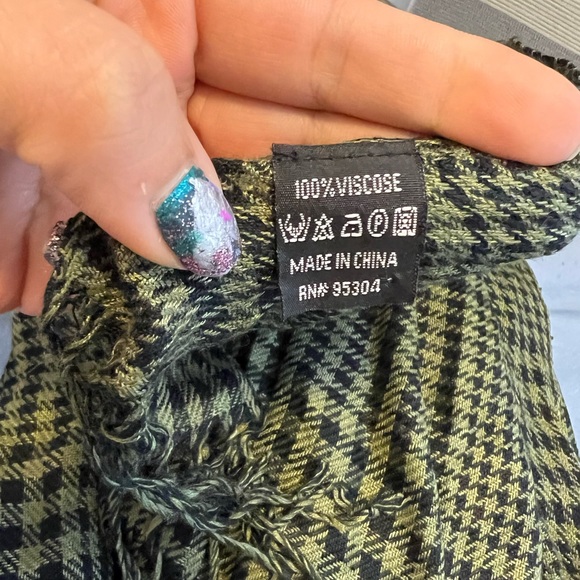 100%VISCOSE
P
MADE IN CHINA
RN# 95304